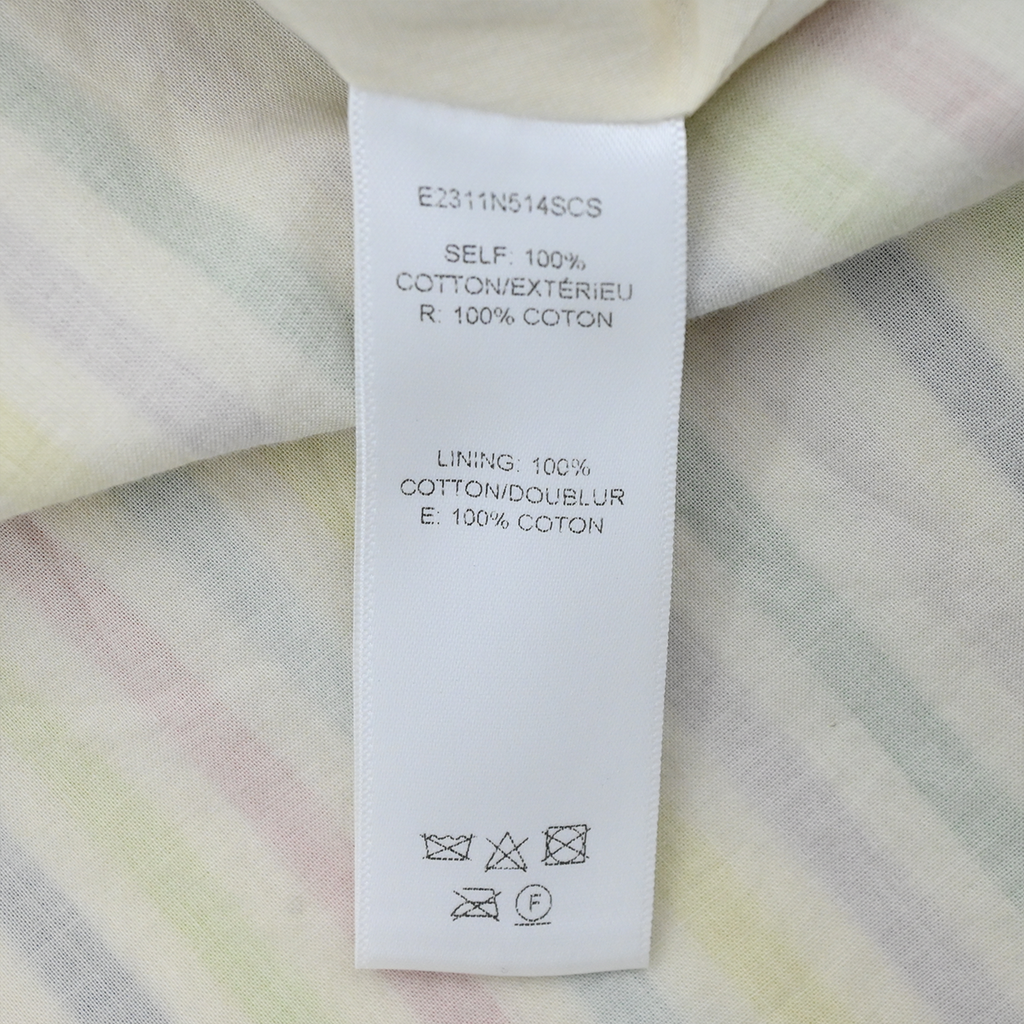 E2311N514SCS
SELF: 100%
COTTON/EXTÉRIEU
R: 100% COTON
LINING: 100%
COTTON/DOUBLUR
E: 100% COTON
F